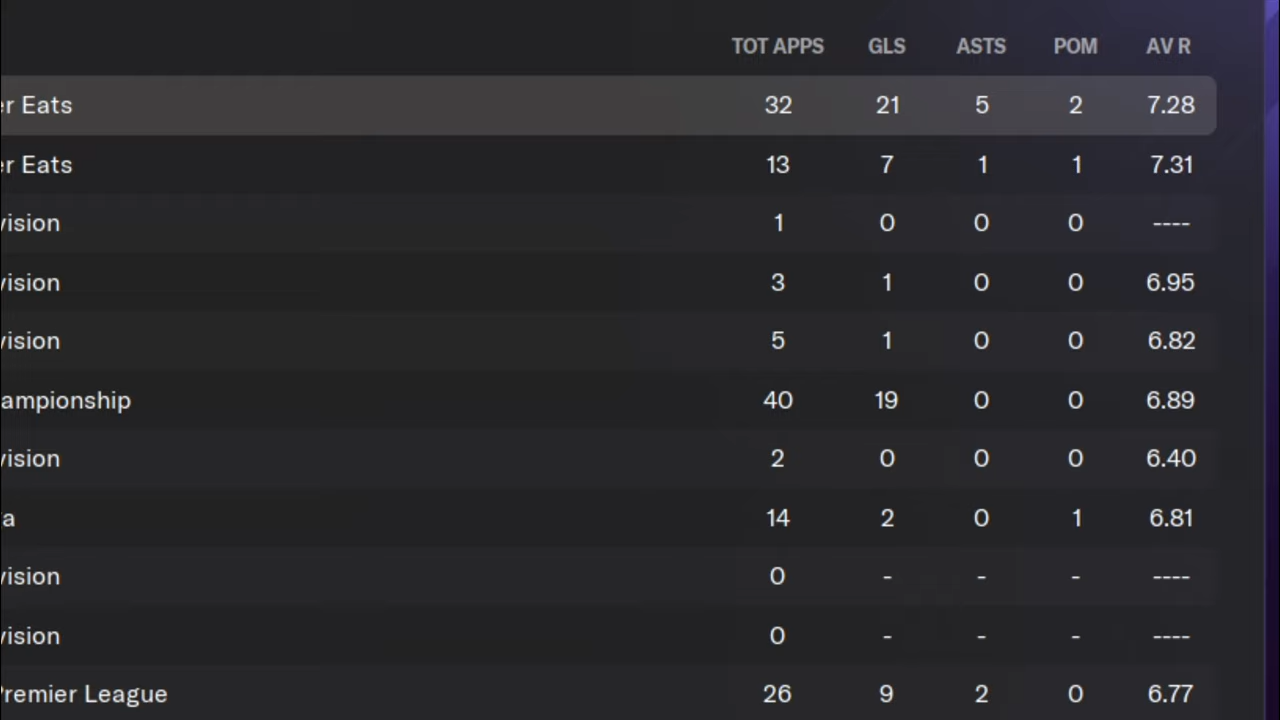 TOT APPS GLS ASTS POM AV R
er Eats 32 21 5 2 7.28
er Eats 13 7 1 1 7.31
vision 1 0 0 0 ----
vision 3 1 0 0 6.95
vision 5 1 0 0 6.82
ampionship 40 19 0 0 6.89
vision 2 0 0 0 6.40
a 14 2 0 1 6.81
vision 0 - - - ----
vision 0 - - - ----
Premier League 26 9 2 0 6.77